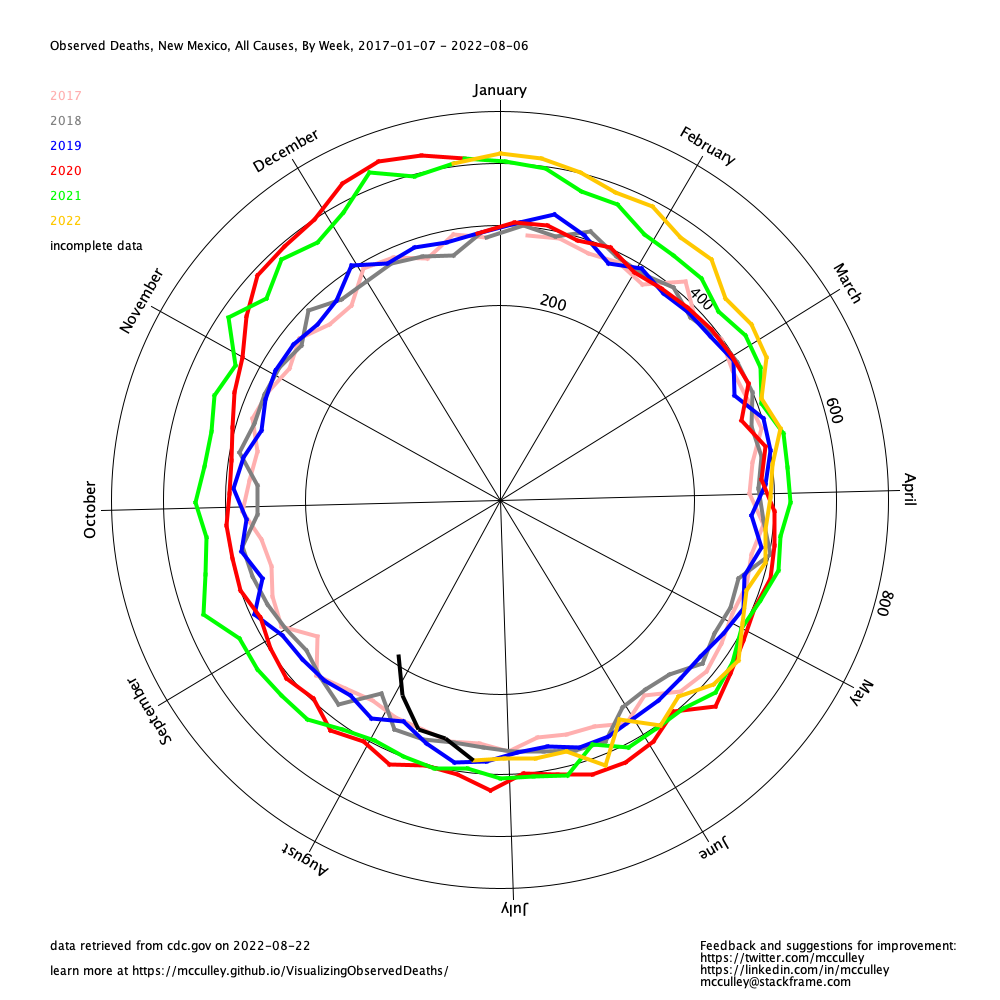 Observed Deaths, New Mexico, All Causes, By Week, 2017-01-07 - 2022-08-06
January
2017
2018
2019
2020
2021
2022
incomplete data
December
February
November
March
200
400
600
October
April
800
September
May
August
June
July
data retrieved from cdc.gov on 2022-08-22
learn more at https://mcculley.github.io/VisualizingObservedDeaths/
Feedback and suggestions for improvement:
https://twitter.com/mcculley
https://linkedin.com/in/mcculley
mcculley@stackframe.com